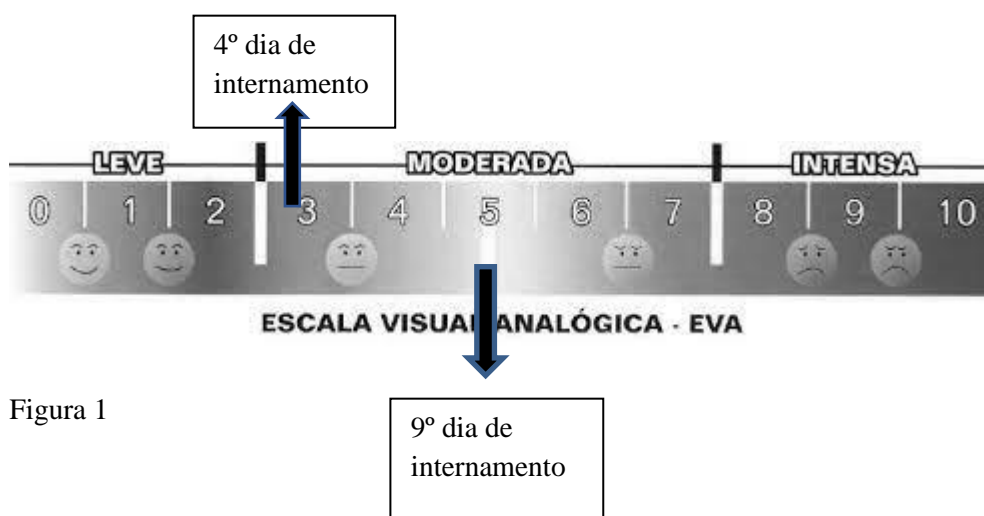 4º dia de
internamento
LEVE MODERADA INTENSA
0 1 2 3 4 5 6 7 8 9 10
ESCALA VISUAL ANALÓGICA - EVA
Figura 1
9º dia de
internamento